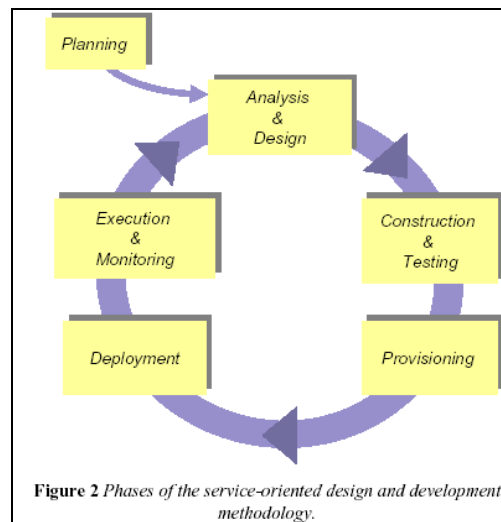 Planning
Analysis
&
Design
Execution
&
Monitoring
Construction
&
Testing
Deployment
Provisioning
Figure 2 Phases of the service-oriented design and development
methodology.